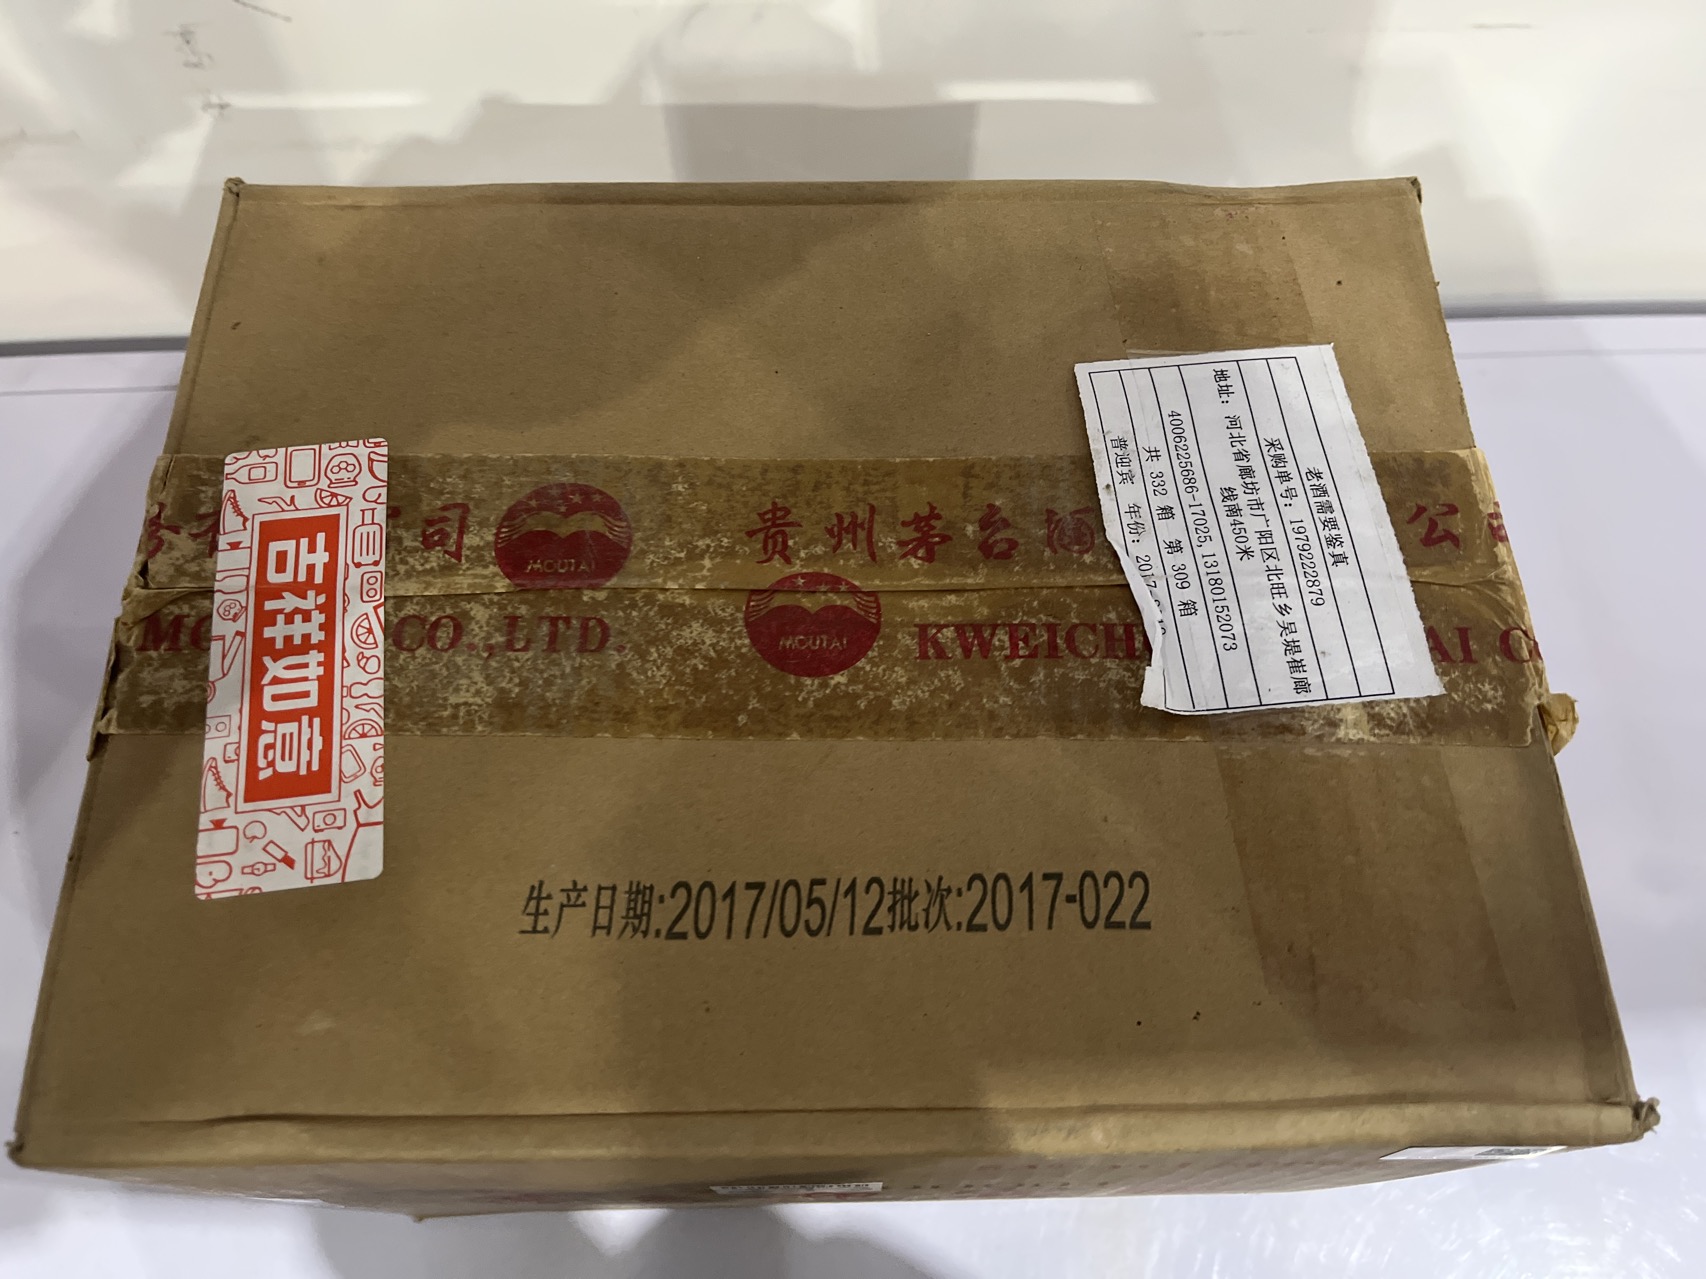 公司
MOUTAI
贵州茅台酒
公司
CO.,LTD.
MOUTAI
KWEICH
AI C
吉祥如意
老酒需要鉴真
采购单号：19792922879
地址：河北省廊坊市广阳区北旺乡吴堤崔廊
线南450米
4006225686-17025,13180152073
共 332 箱 第 309 箱
普迎宾 年份：2017
生产日期:2017/05/12批次:2017-022